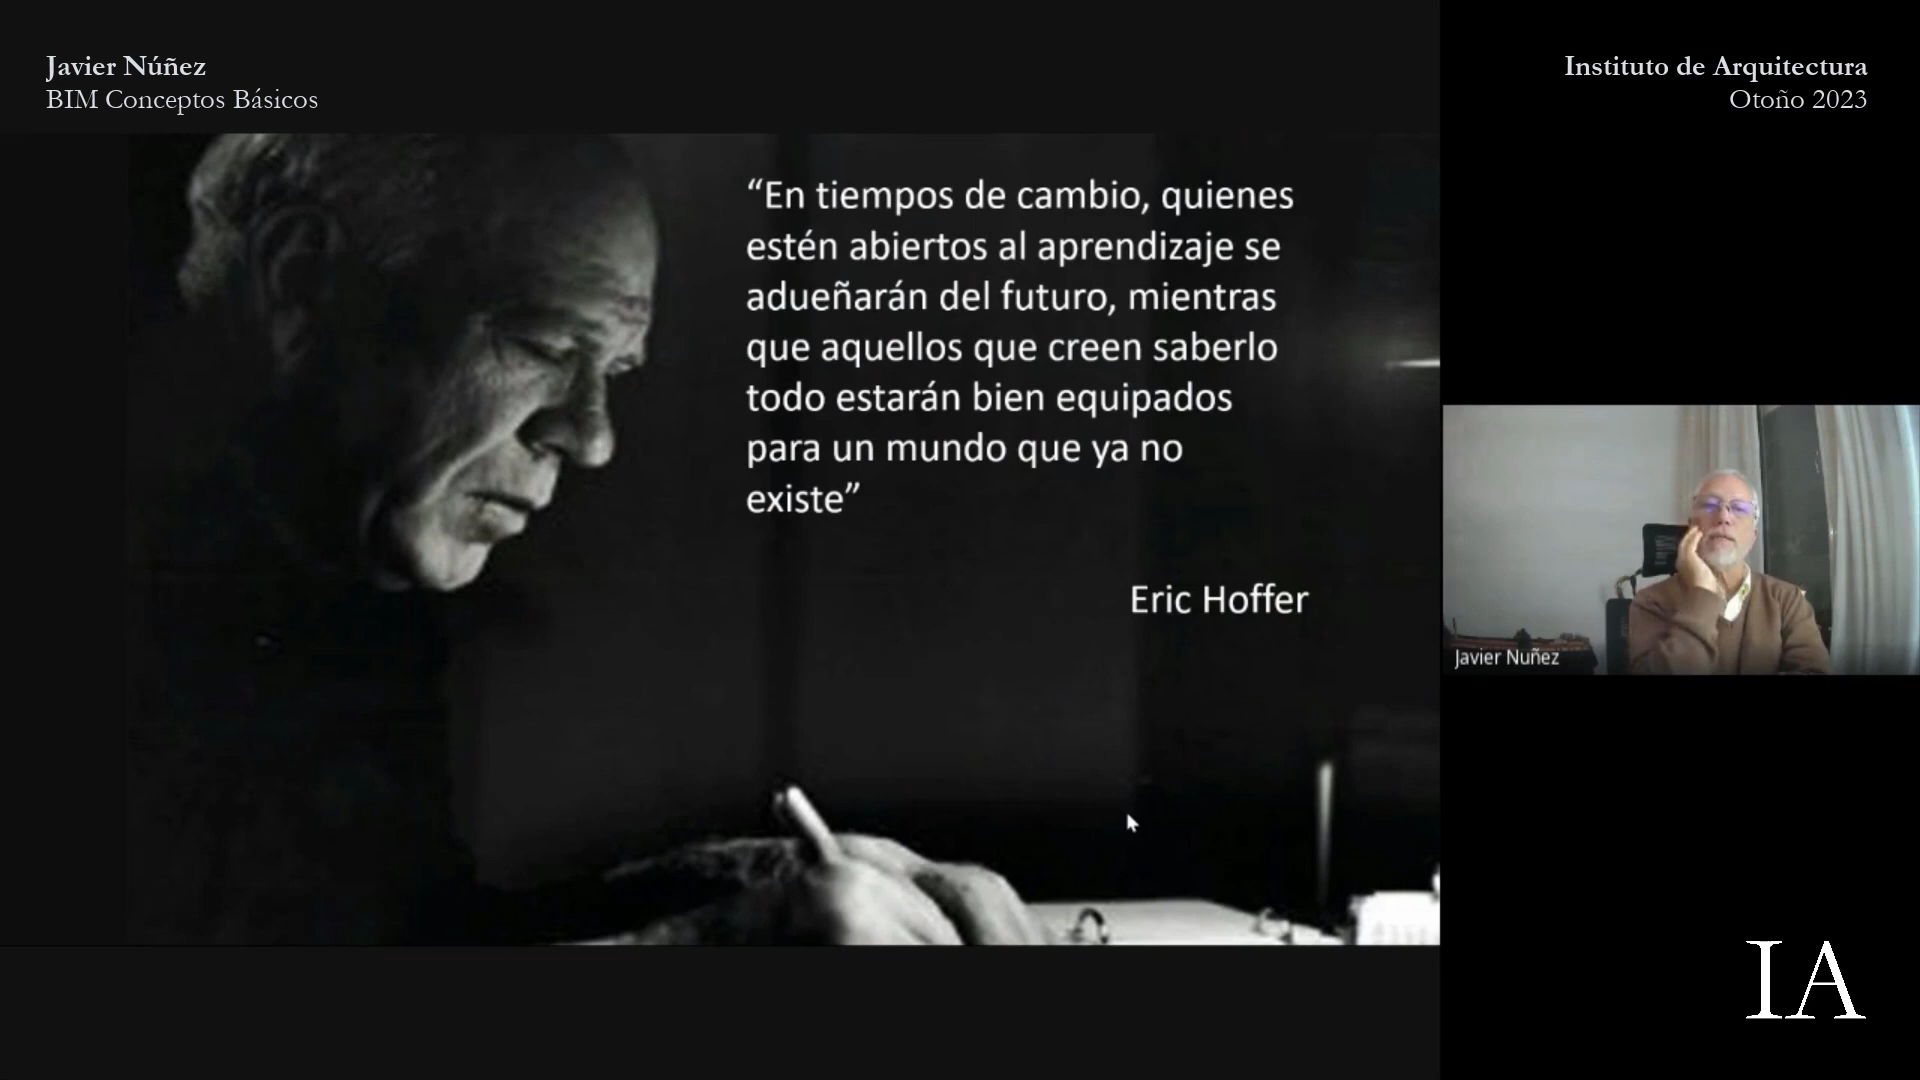 Javier Núñez
BIM Conceptos Básicos
Instituto de Arquitectura
Otoño 2023
“En tiempos de cambio, quienes
estén abiertos al aprendizaje se
adueñarán del futuro, mientras
que aquellos que creen saberlo
todo estarán bien equipados
para un mundo que ya no
existe”
Eric Hoffer
Javier Nuñez
IA